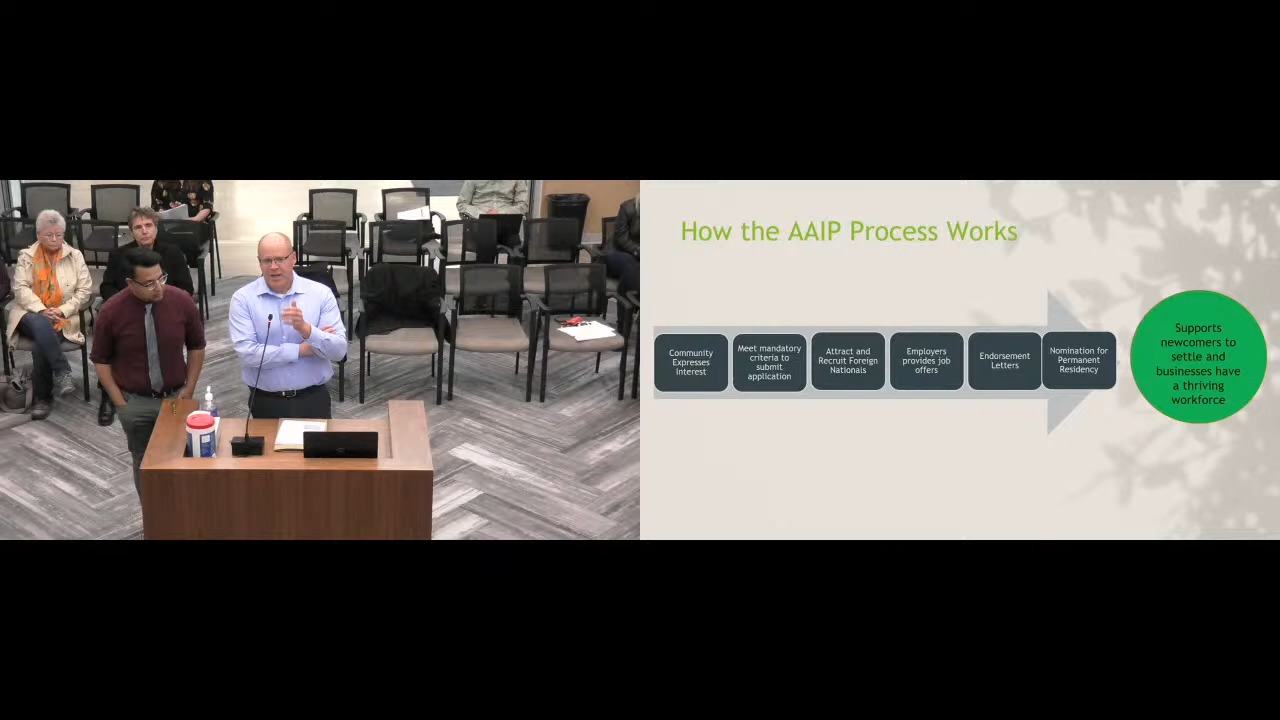 How the AAIP Process Works
Community
Expresses
Interest
Meet mandatory
criteria to
submit
application
Attract and
Recruit Foreign
Nationals
Employers
provides job
offers
Endorsement
Letters
Nomination for
Permanent
Residency
Supports
newcomers to
settle and
businesses have
a thriving
workforce